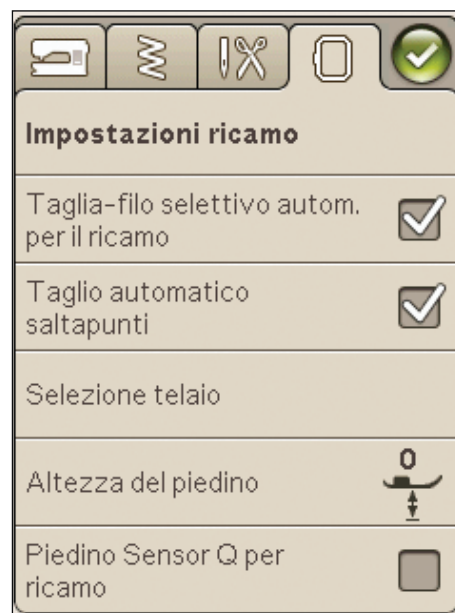 Impostazioni ricamo
Taglia-filo selettivo autom.
per il ricamo
Taglio automatico
saltapunti
Selezione telaio
Altezza del piedino
0
Piedino Sensor Q per
ricamo